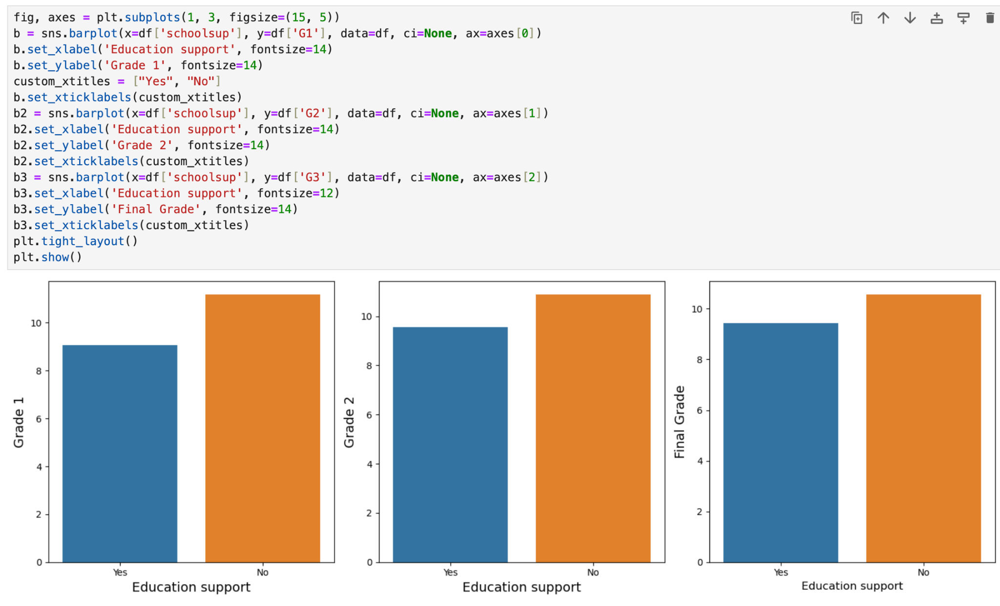 fig, axes = plt.subplots(1, 3, figsize=(15, 5))
b = sns.barplot(x=df['schoolsup'], y=df['G1'], data=df, ci=None, ax=axes[0])
b.set_xlabel('Education support', fontsize=14)
b.set_ylabel('Grade 1', fontsize=14)
custom_xtitles = ["Yes", "No"]
b.set_xticklabels(custom_xtitles)
b2 = sns.barplot(x=df['schoolsup'], y=df['G2'], data=df, ci=None, ax=axes[1])
b2.set_xlabel('Education support', fontsize=14)
b2.set_ylabel('Grade 2', fontsize=14)
b2.set_xticklabels(custom_xtitles)
b3 = sns.barplot(x=df['schoolsup'], y=df['G3'], data=df, ci=None, ax=axes[2])
b3.set_xlabel('Education support', fontsize=12)
b3.set_ylabel('Final Grade', fontsize=14)
b3.set_xticklabels(custom_xtitles)
plt.tight_layout()
plt.show()
Grade 1
10
8
6
4
2
0
Yes No
Education support
Grade 2
10
8
6
4
2
0
Yes No
Education support
Final Grade
10
8
6
4
2
0
Yes No
Education support